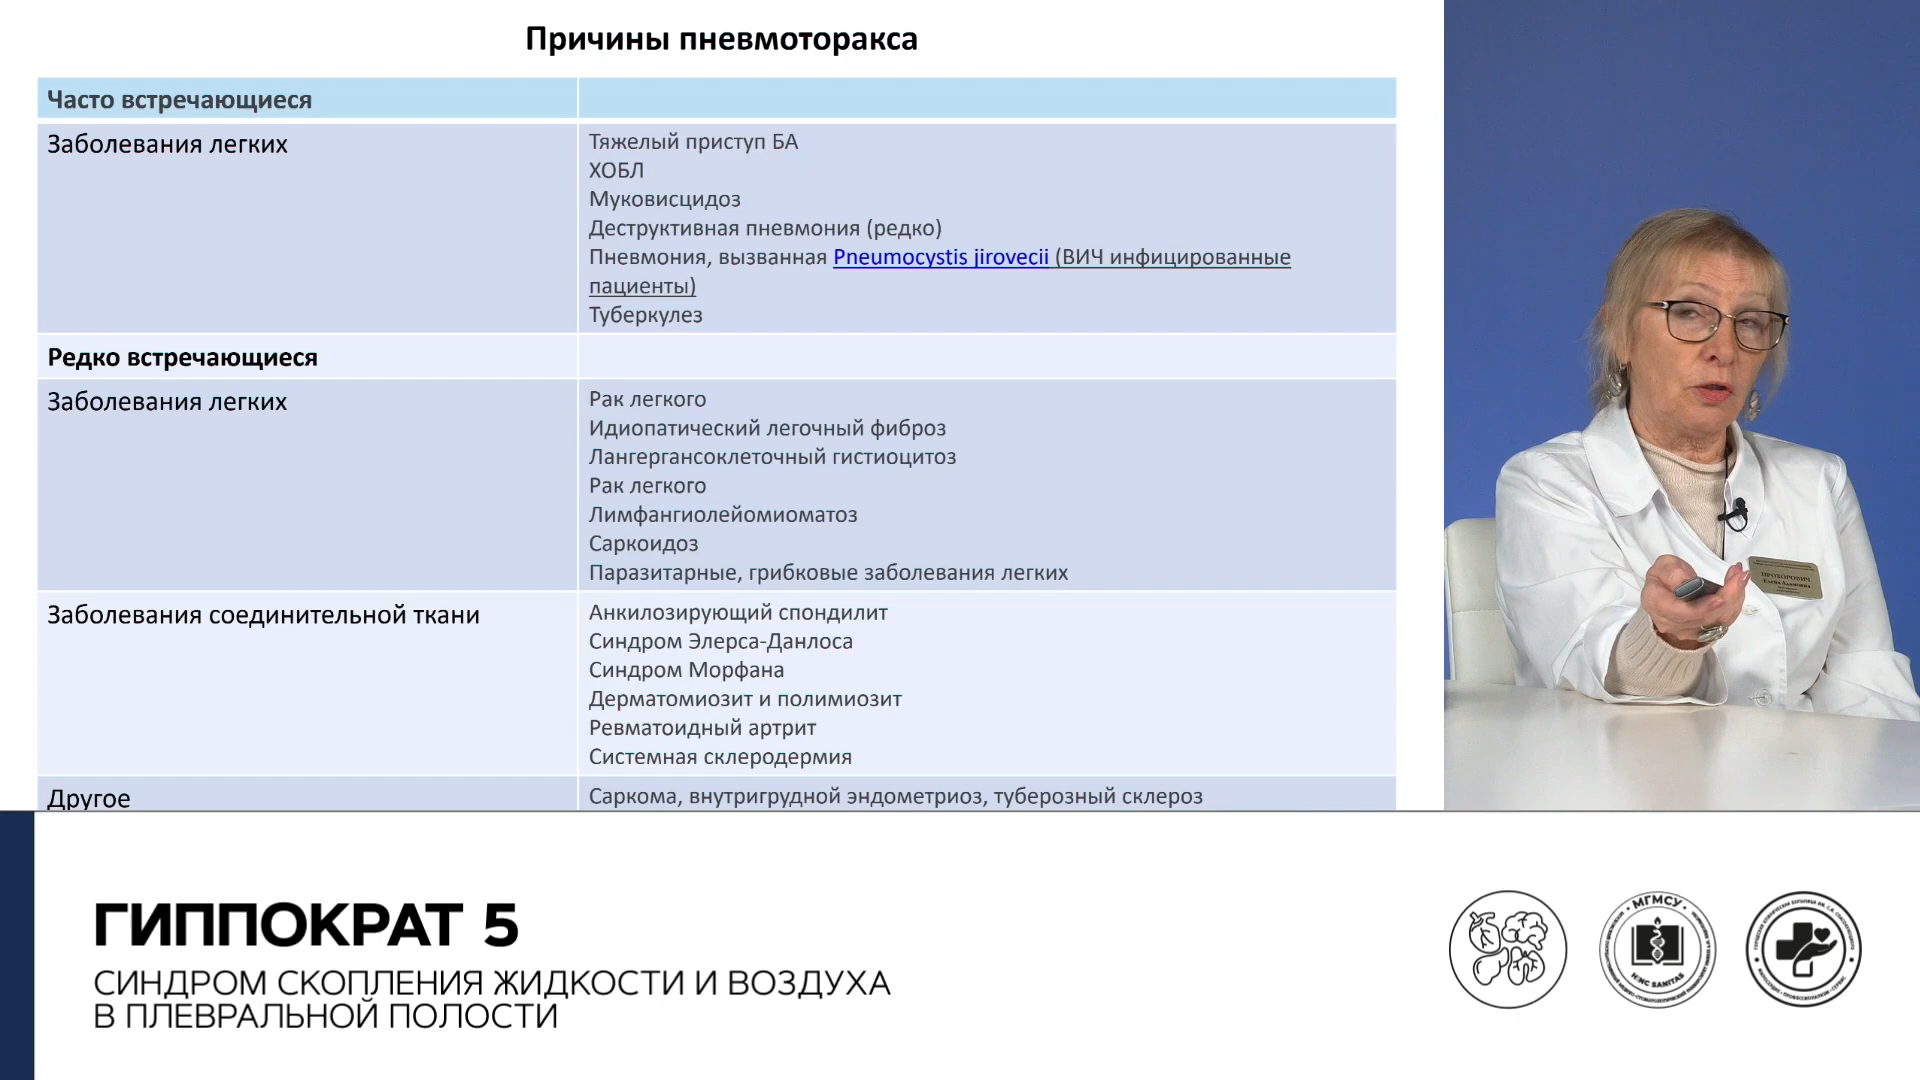 Причины пневмоторакса
Часто встречающиеся
Заболевания легких
Тяжелый приступ БА
ХОБЛ
Муковисцидоз
Деструктивная пневмония (редко)
Пневмония, вызванная Pneumocystis jirovecii (ВИЧ инфицированные
пациенты)
Туберкулез
Редко встречающиеся
Заболевания легких
Рак легкого
Идиопатический легочный фиброз
Лангергансоклеточный гистиоцитоз
Рак легкого
Лимфангиолейомиоматоз
Саркоидоз
Паразитарные, грибковые заболевания легких
Заболевания соединительной ткани
Анкилозирующий спондилит
Синдром Элерса-Данлоса
Синдром Морфана
Дерматомиозит и полимиозит
Ревматоидный артрит
Системная склеродермия
Другое
Саркома, внутригрудной эндометриоз, туберозный склероз
ПРОХОРОВИЧ
Елена Адамовна
ГИППОКРАТ 5
СИНДРОМ СКОПЛЕНИЯ ЖИДКОСТИ И ВОЗДУХА
В ПЛЕВРАЛЬНОЙ ПОЛОСТИ
МГМСУ